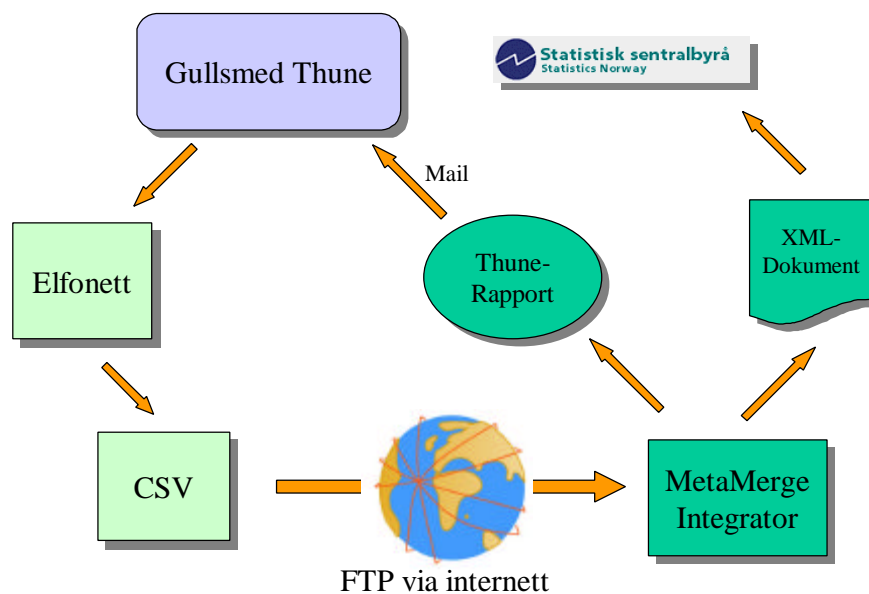 Gullsmed Thune
Statistisk sentralbyrå
Statistics Norway
Mail
Elfonett
Thune-
Rapport
XML-
Dokument
CSV
MetaMerge
Integrator
FTP via internett